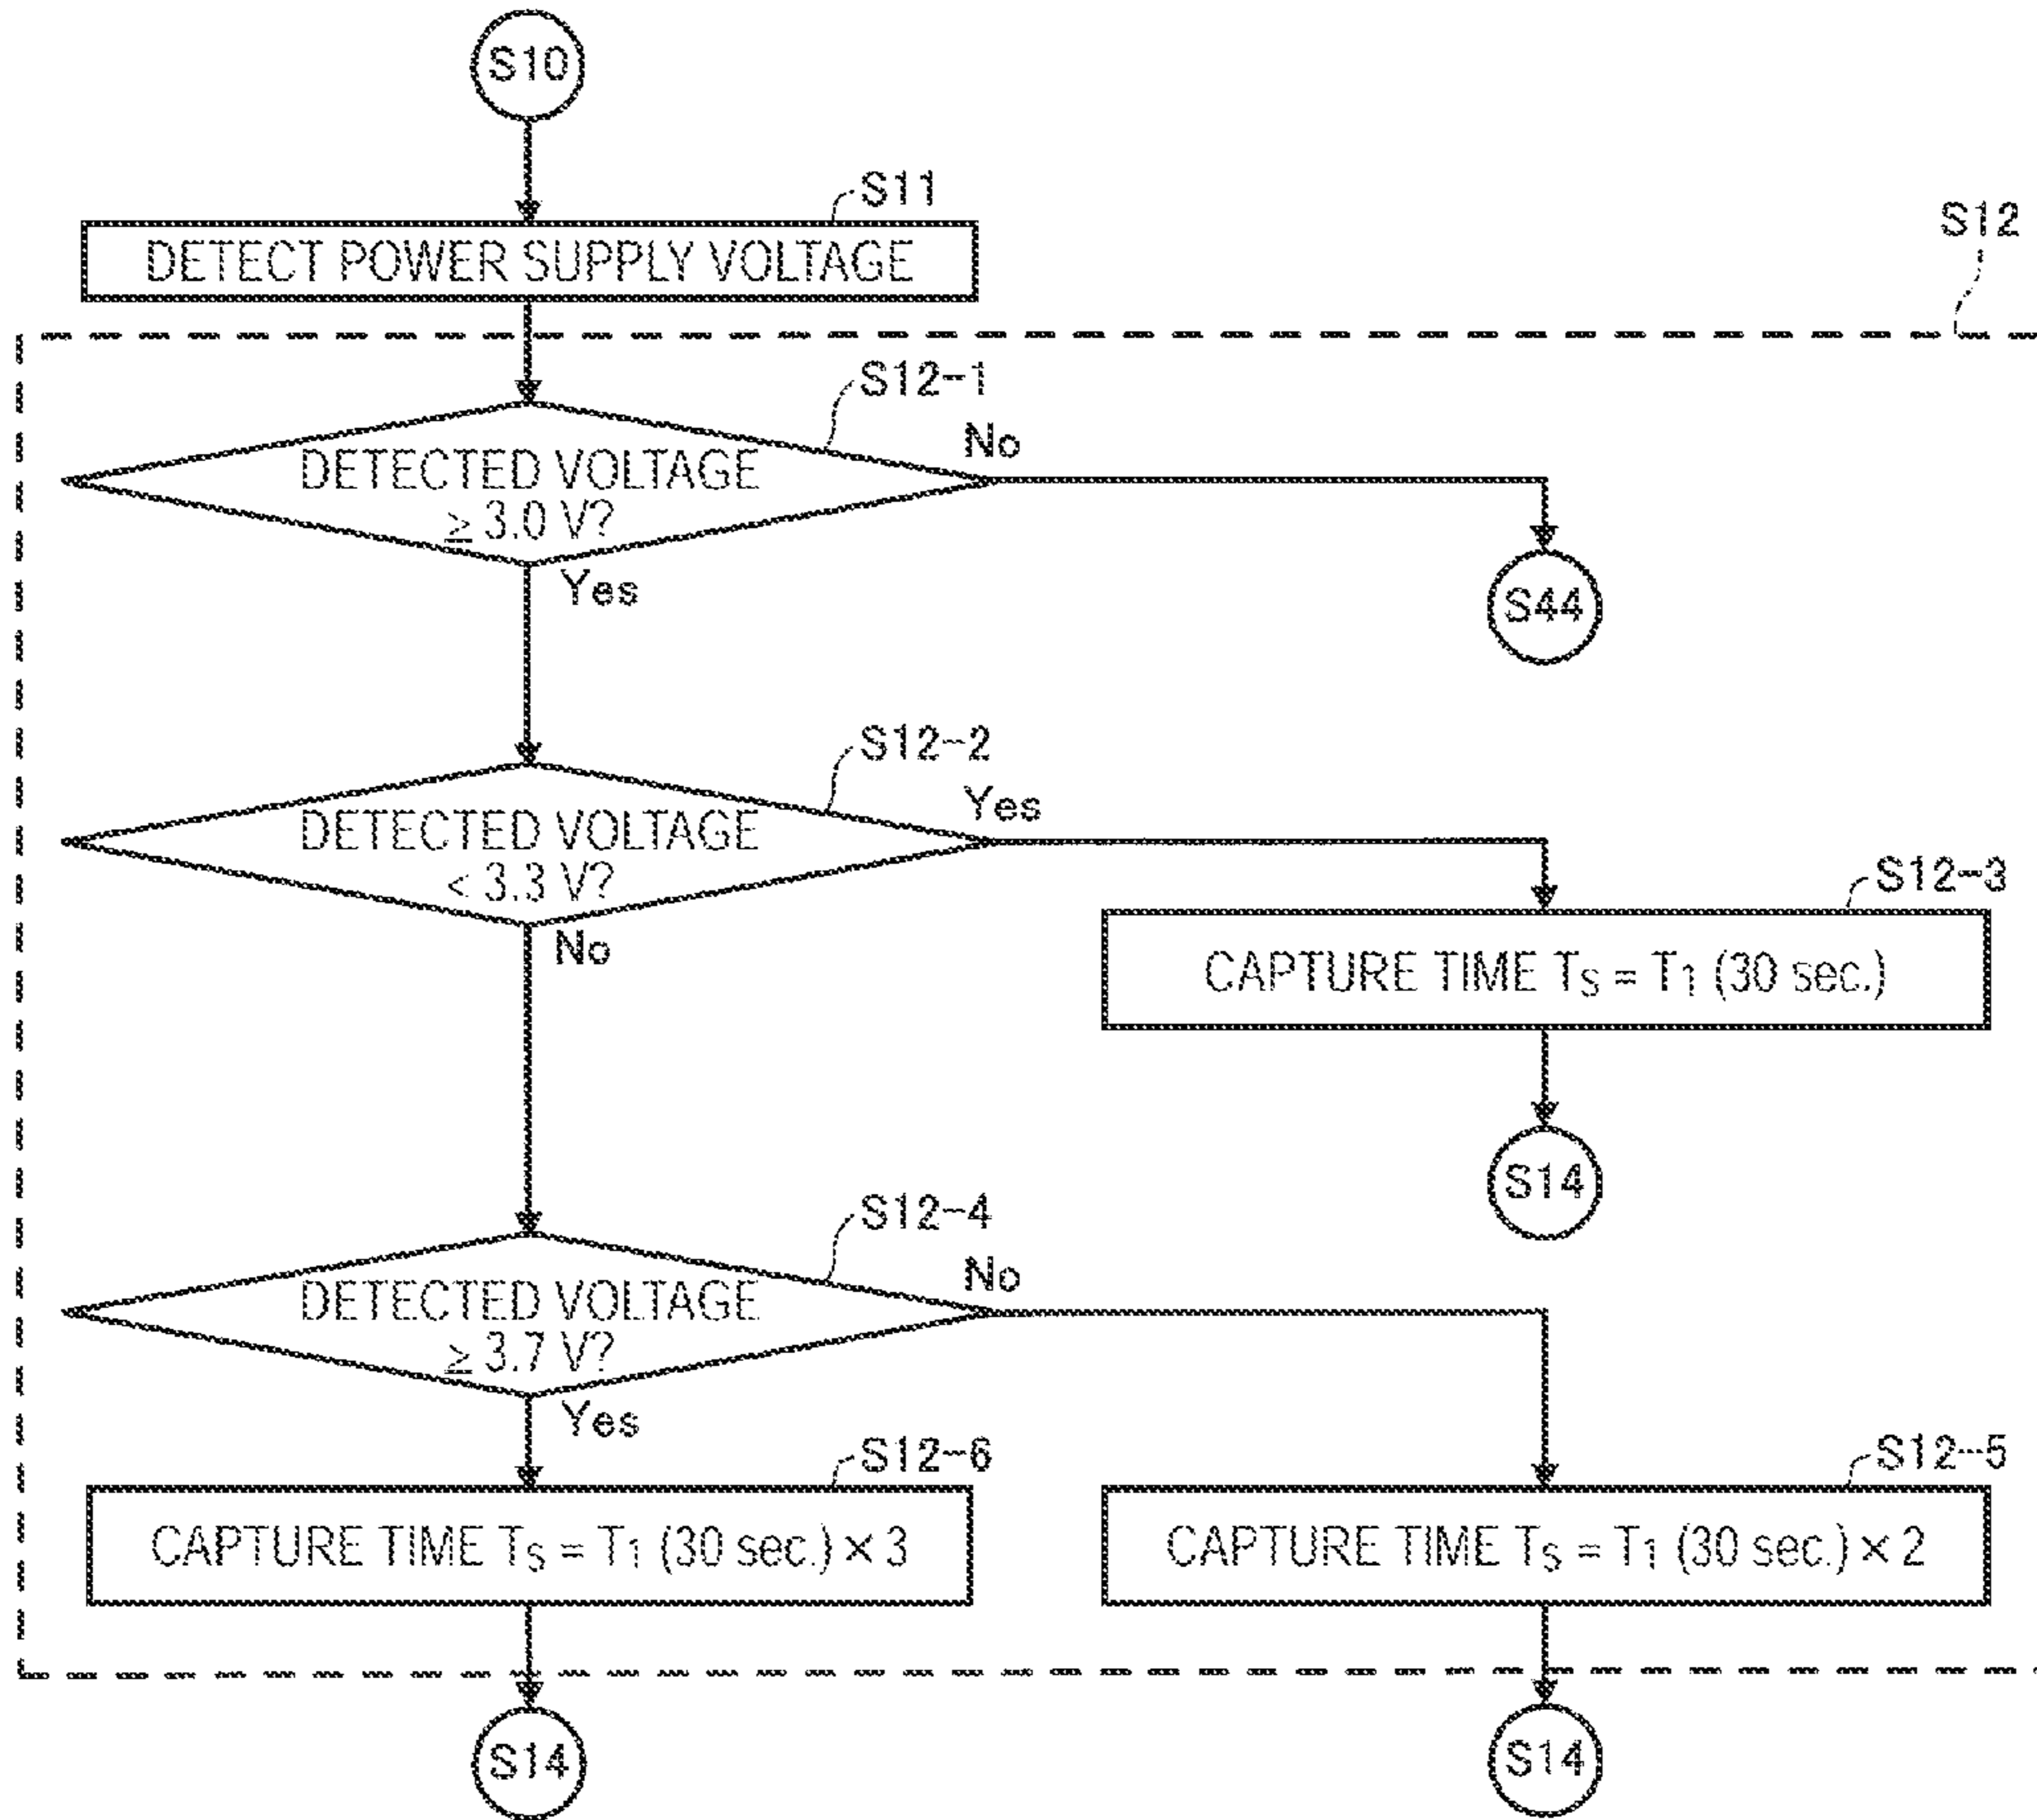 S10
S11
DETECT POWER SUPPLY VOLTAGE
S12
S12-1
DETECTED VOLTAGE
≥ 3.0 V?
No
Yes
S44
S12-2
DETECTED VOLTAGE
< 3.3 V?
Yes
No
S12-3
CAPTURE TIME TS = T1 (30 sec.)
S14
S12-4
DETECTED VOLTAGE
≥ 3.7 V?
No
Yes
S12-6
CAPTURE TIME TS = T1 (30 sec.) × 3
S12-5
CAPTURE TIME TS = T1 (30 sec.) × 2
S14
S14